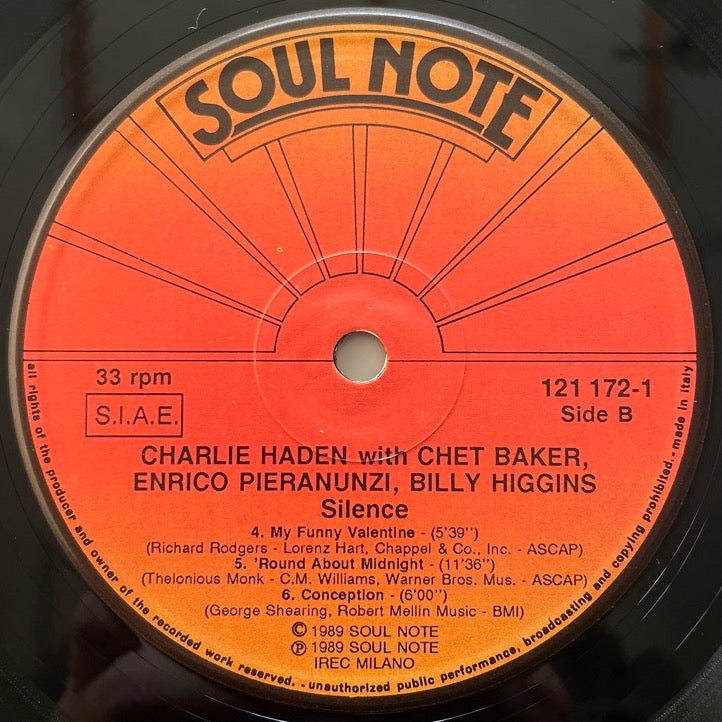 SOUL NOTE
33 rpm
S.I.A.E.
121 172-1
Side B
CHARLIE HADEN with CHET BAKER,
ENRICO PIERANUNZI, BILLY HIGGINS
Silence
4. My Funny Valentine - (5'39")
(Richard Rodgers - Lorenz Hart, Chappel & Co., Inc. - ASCAP)
5. 'Round About Midnight - (11'36")
(Thelonious Monk - C.M. Williams, Warner Bros. Mus. - ASCAP)
6. Conception - (6'00")
(George Shearing, Robert Mellin Music - BMI)
© 1989 SOUL NOTE
℗ 1989 SOUL NOTE
IREC MILANO
all rights of the producer and owner of the recorded work reserved. - unauthorized public performance, broadcasting and copying prohibited. - made in italy